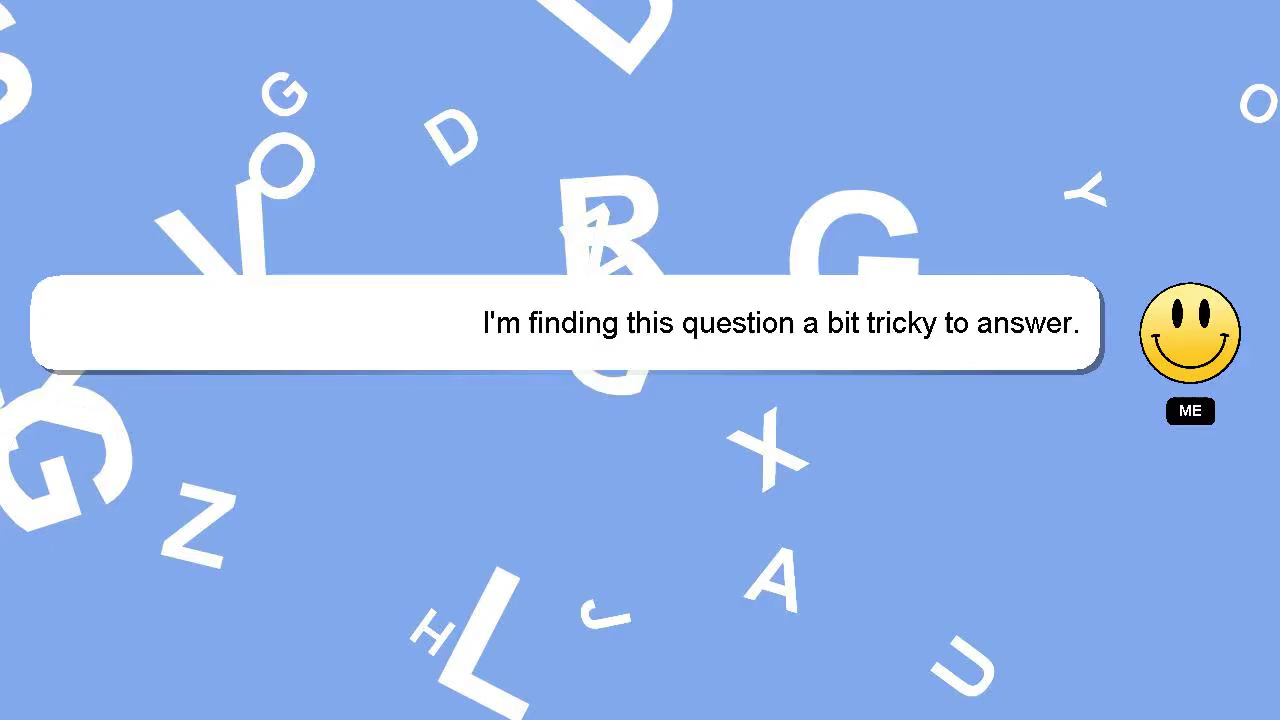 D
G
O
D
O
Y
V
G
I'm finding this question a bit tricky to answer.
ME
G
X
Z
A
L
J
H
U